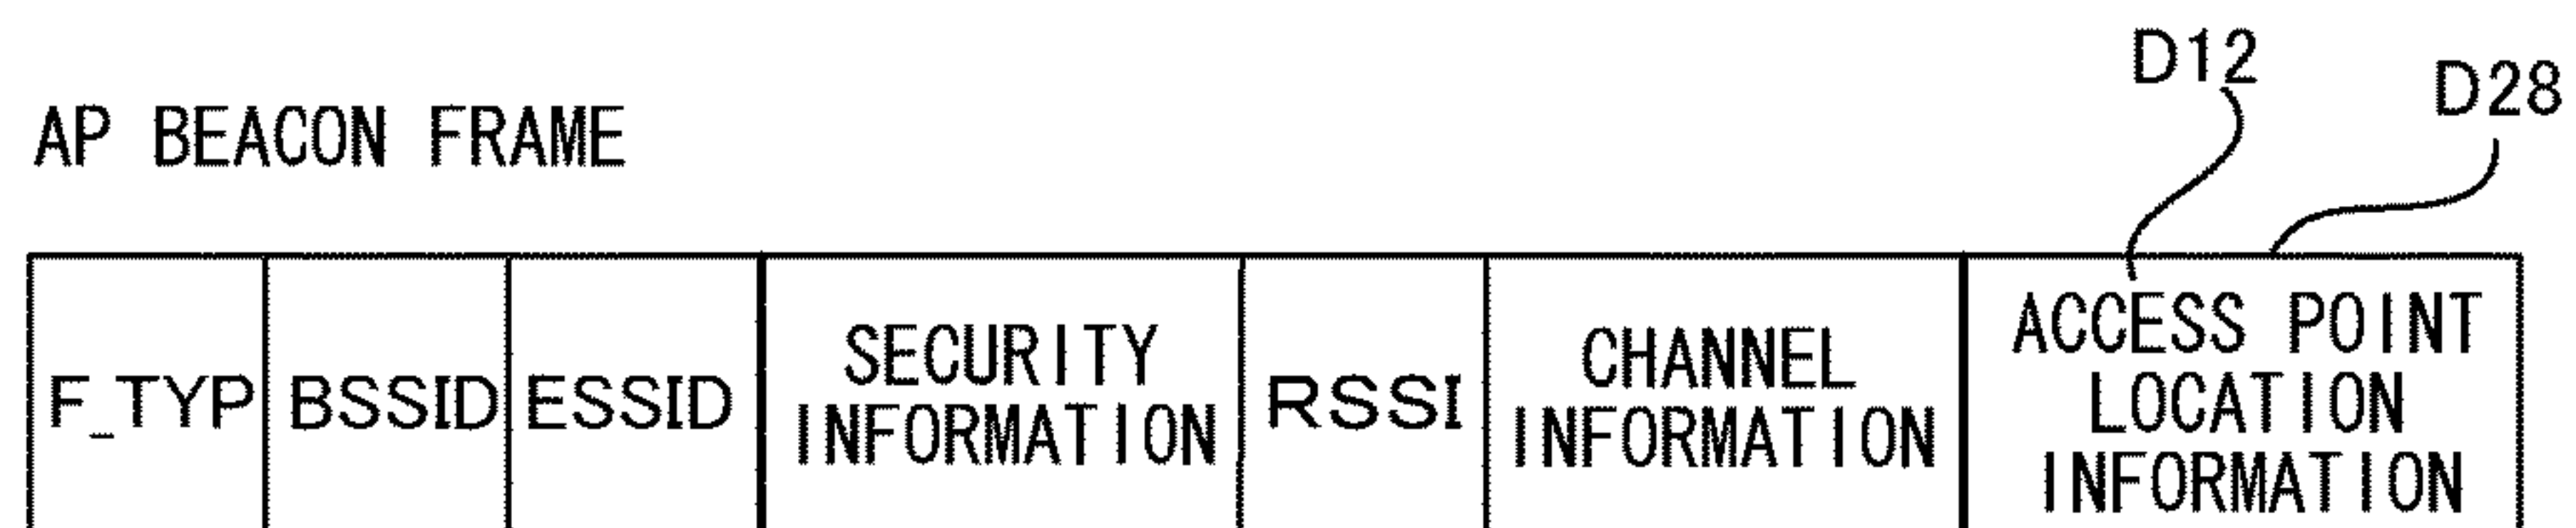 D12
D28
AP BEACON FRAME
F_TYP
BSSID
ESSID
SECURITY
INFORMATION
RSSI
CHANNEL
INFORMATION
ACCESS POINT
LOCATION
INFORMATION